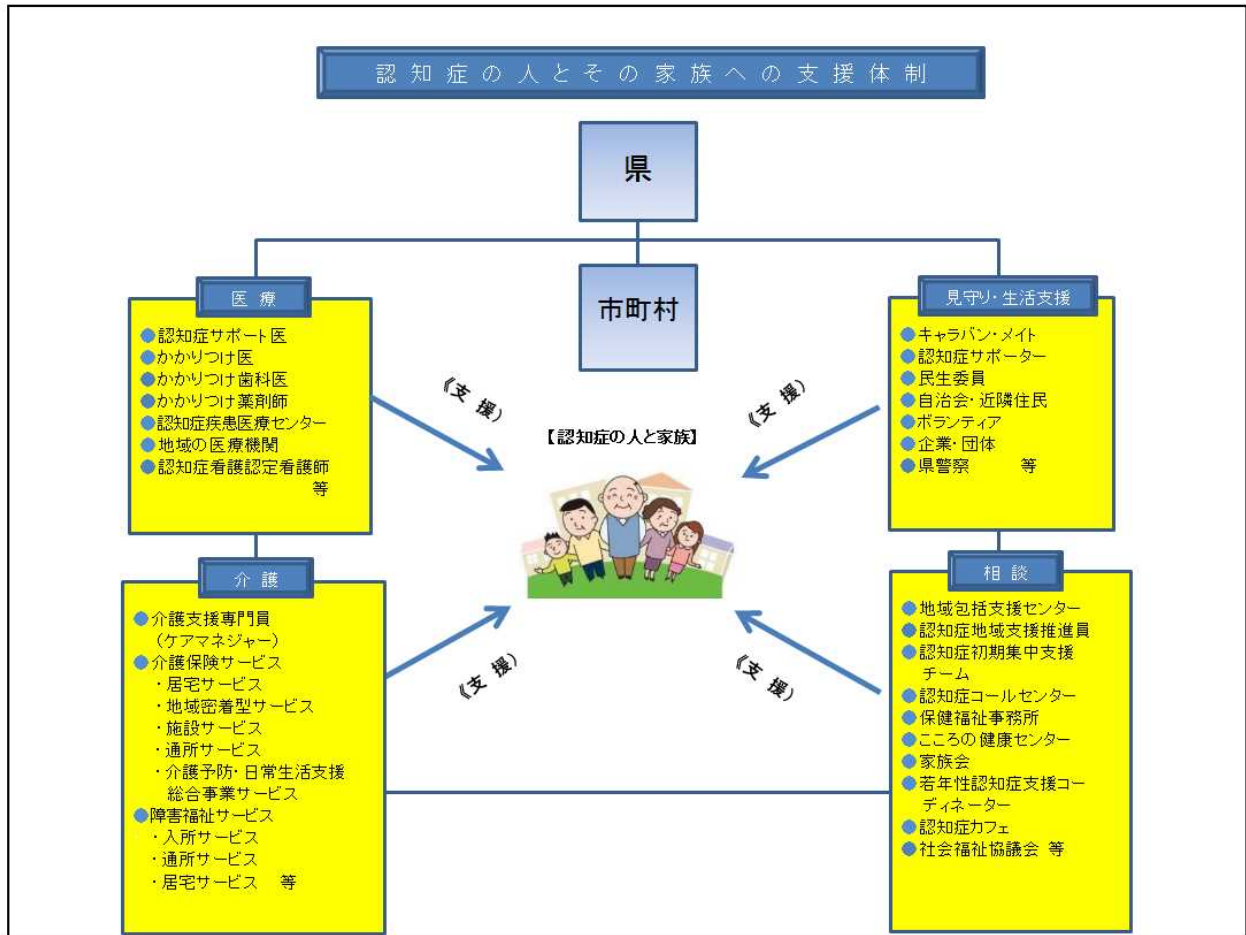 認知症の人とその家族への支援体制
県
市町村
医療
●認知症サポート医
●かかりつけ医
●かかりつけ歯科医
●かかりつけ薬剤師
●認知症疾患医療センター
●地域の医療機関
●認知症看護認定看護師
等
見守り・生活支援
●キャラバン・メイト
●認知症サポーター
●民生委員
●自治会・近隣住民
●ボランティア
●企業・団体
●県警察 等
《支援》
《支援》
【認知症の人と家族】
《支援》
《支援》
介護
●介護支援専門員
(ケアマネジャー)
●介護保険サービス
・居宅サービス
・地域密着型サービス
・施設サービス
・通所サービス
・介護予防・日常生活支援
総合事業サービス
●障害福祉サービス
・入所サービス
・通所サービス
・居宅サービス 等
相談
●地域包括支援センター
●認知症地域支援推進員
●認知症初期集中支援
チーム
●認知症コールセンター
●保健福祉事務所
●こころの健康センター
●家族会
●若年性認知症支援コー
ディネーター
●認知症カフェ
●社会福祉協議会 等